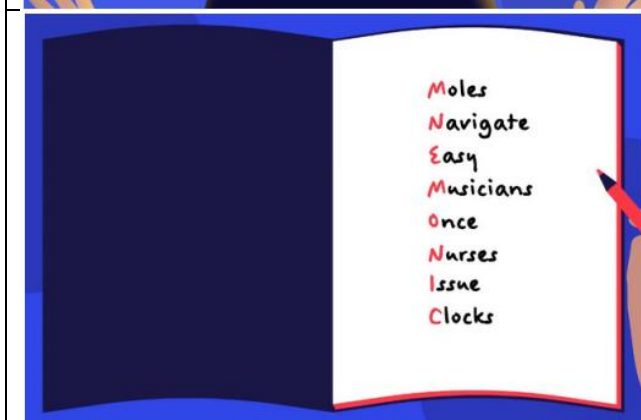 Moles
Navigate
Easy
Musicians
Once
Nurses
Issue
Clocks